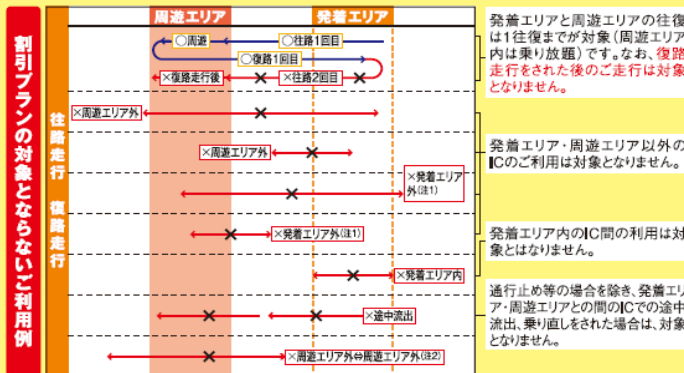 周遊エリア
発着エリア
割引プランの対象とならないご利用例
往路走行 復路走行
○周遊
○往路1回目
○復路1回目
×復路走行後
×往路2回目
×周遊エリア外
×周遊エリア外
×発着エリア
外(注1)
×発着エリア外(注1)
×発着エリア内
×途中流出
×周遊エリア外⇔周遊エリア外(注2)
発着エリアと周遊エリアの往復
は1往復までが対象(周遊エリア
内は乗り放題)です。なお、復路
走行をされた後のご走行は対象
となりません。
発着エリア・周遊エリア以外の
ICのご利用は対象となりません。
発着エリア内のIC間の利用は対
象とはなりません。
通行止め等の場合を除き、発着エリ
ア・周遊エリアとの間のICでの途中
流出、乗り直しをされた場合は、対象
となりません。